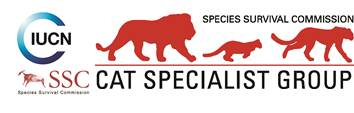 IUCN
SPECIES SURVIVAL COMMISSION
SSC
Species Survival Commission
CAT SPECIALIST GROUP